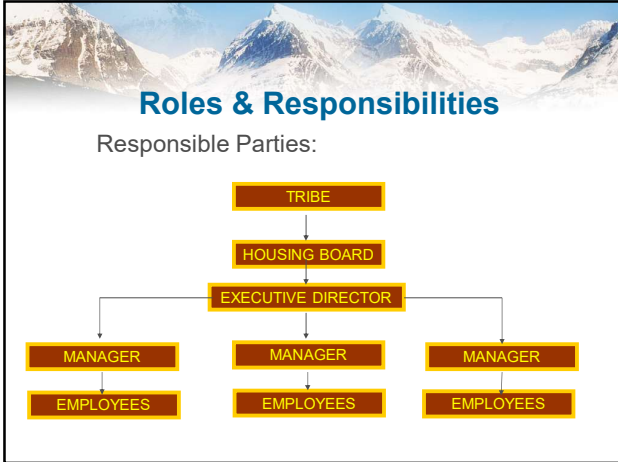 Roles & Responsibilities
Responsible Parties:
TRIBE
HOUSING BOARD
EXECUTIVE DIRECTOR
MANAGER
MANAGER
MANAGER
EMPLOYEES
EMPLOYEES
EMPLOYEES